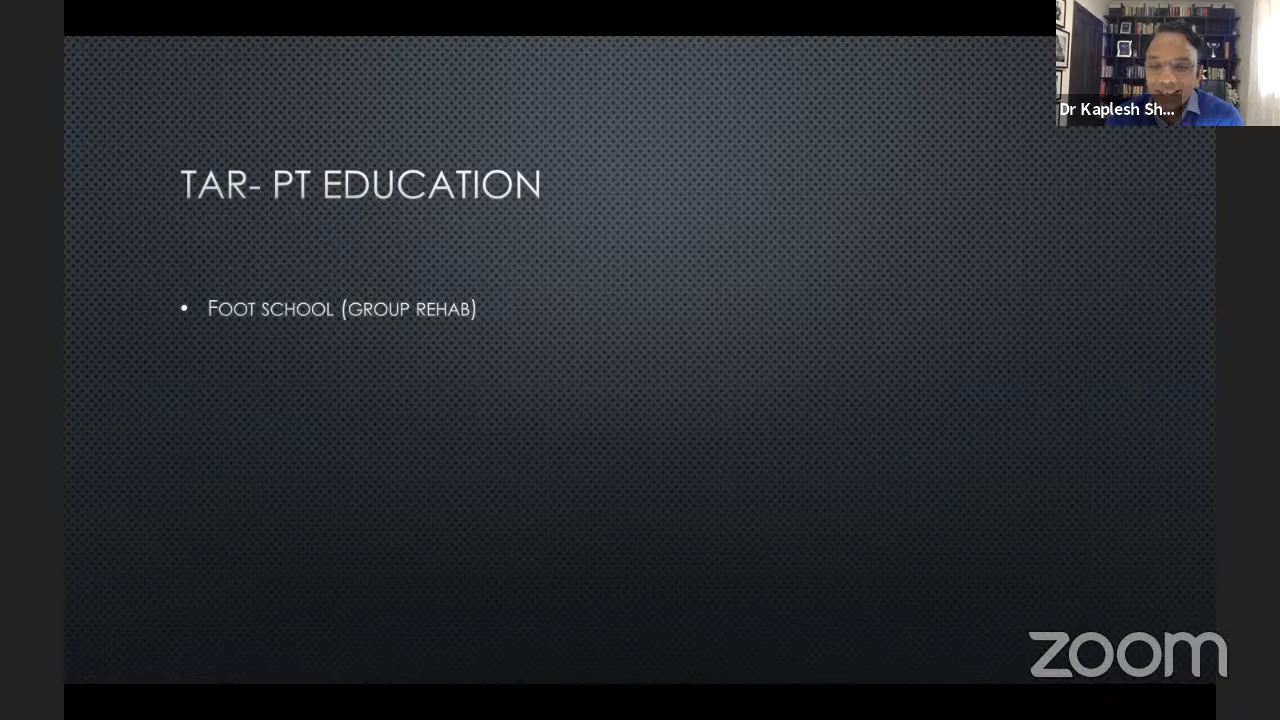 Dr Kaplesh Sh...
TAR- PT EDUCATION
• FOOT SCHOOL (GROUP REHAB)
zoom